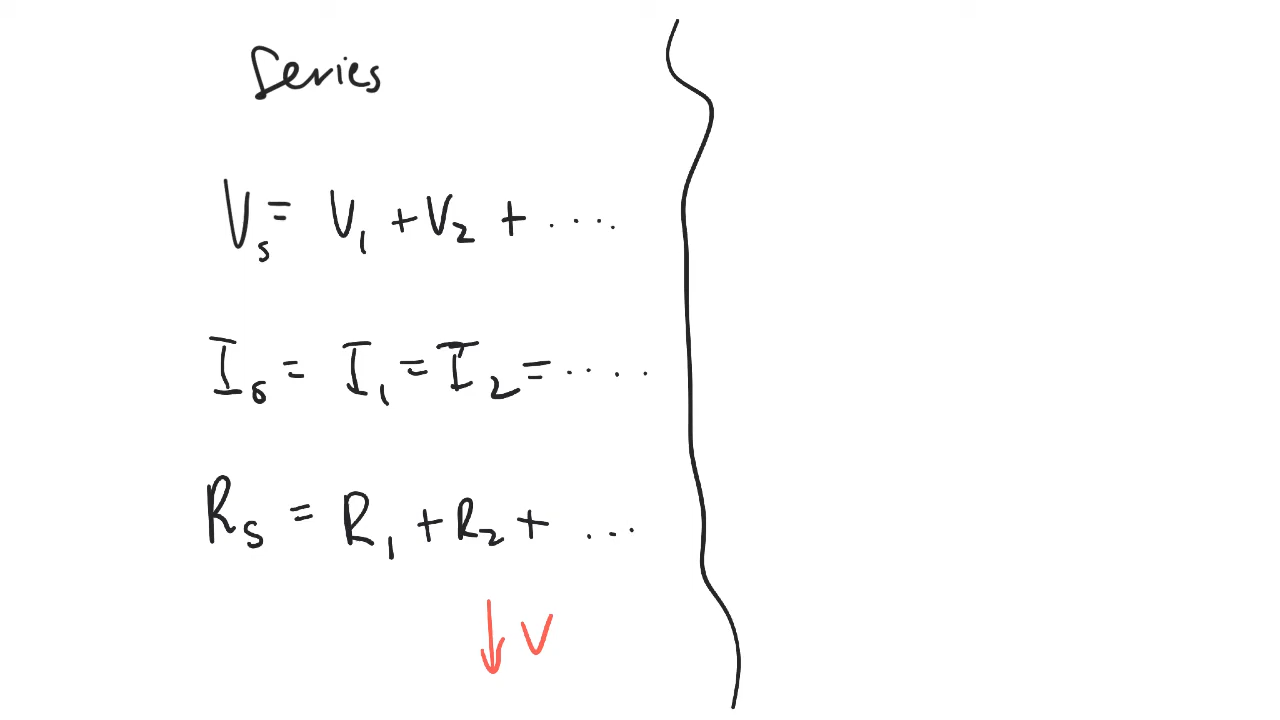 Series
Vs = V1 + V2 + ....
Is = I1 = I2 = ....
Rs = R1 + R2 + ...
↓ V